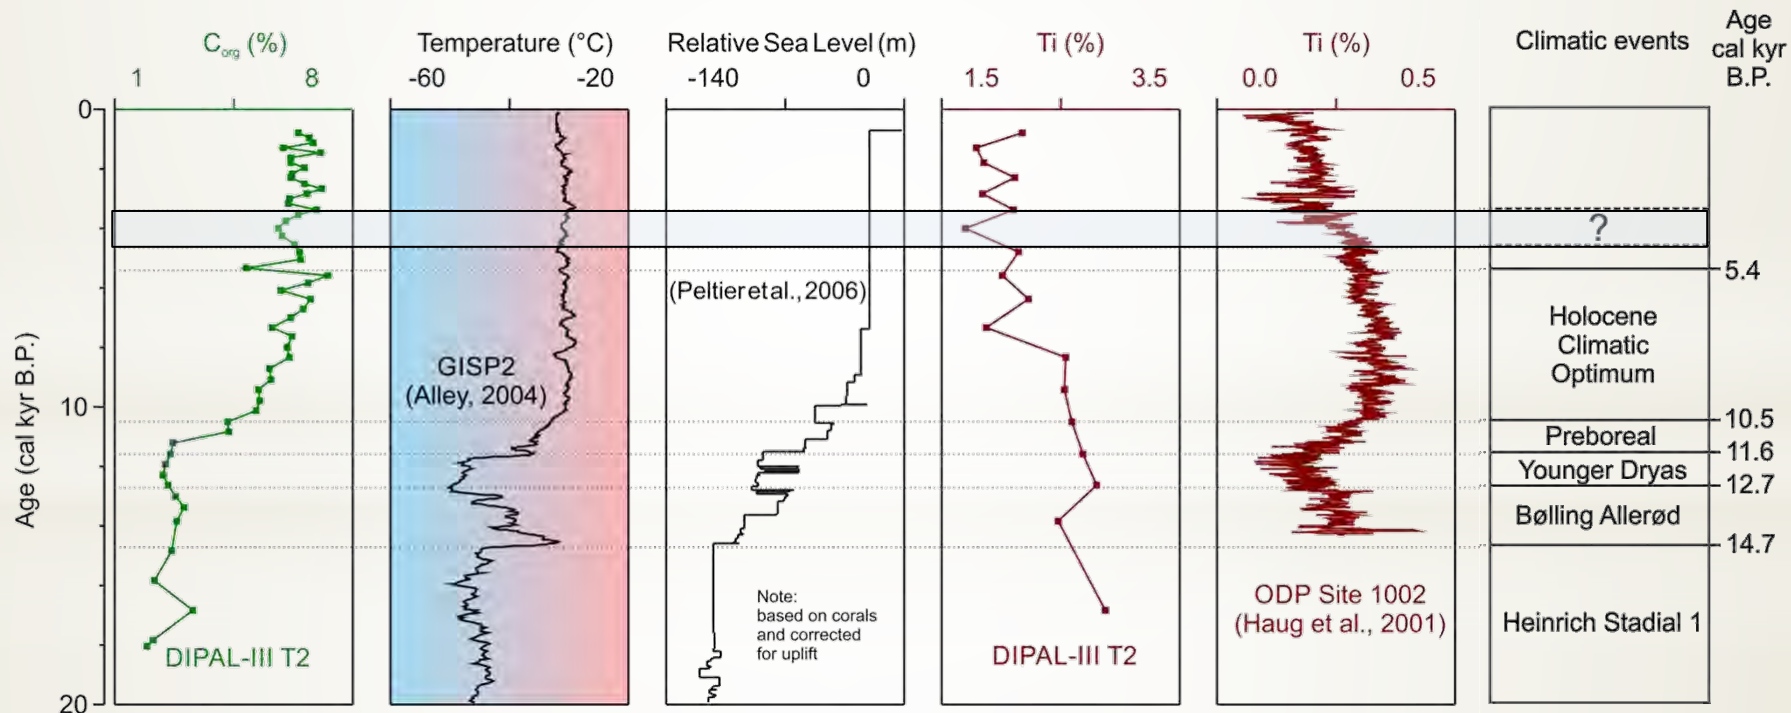 C_org (%)
1 8
Temperature (°C)
-60 -20
Relative Sea Level (m)
-140 0
Ti (%)
1.5 3.5
Ti (%)
0.0 0.5
Climatic events
Age
cal kyr
B.P.
Age (cal kyr B.P.)
0
10
20
DIPAL-III T2
GISP2
(Alley, 2004)
(Peltier et al., 2006)
Note:
based on corals
and corrected
for uplift
DIPAL-III T2
ODP Site 1002
(Haug et al., 2001)
?
5.4
Holocene
Climatic
Optimum
10.5
Preboreal
11.6
Younger Dryas
12.7
Bølling Allerød
14.7
Heinrich Stadial 1